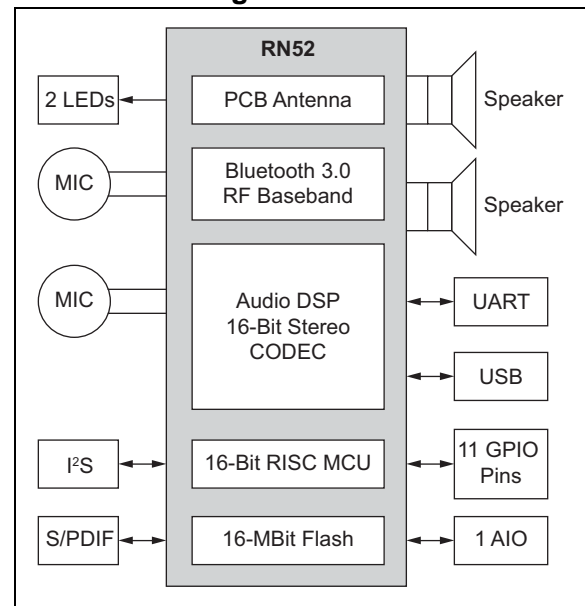 RN52
2 LEDs
PCB Antenna
Speaker
MIC
Bluetooth 3.0
RF Baseband
Speaker
MIC
Audio DSP
16-Bit Stereo
CODEC
UART
USB
I²S
16-Bit RISC MCU
11 GPIO
Pins
S/PDIF
16-MBit Flash
1 AIO